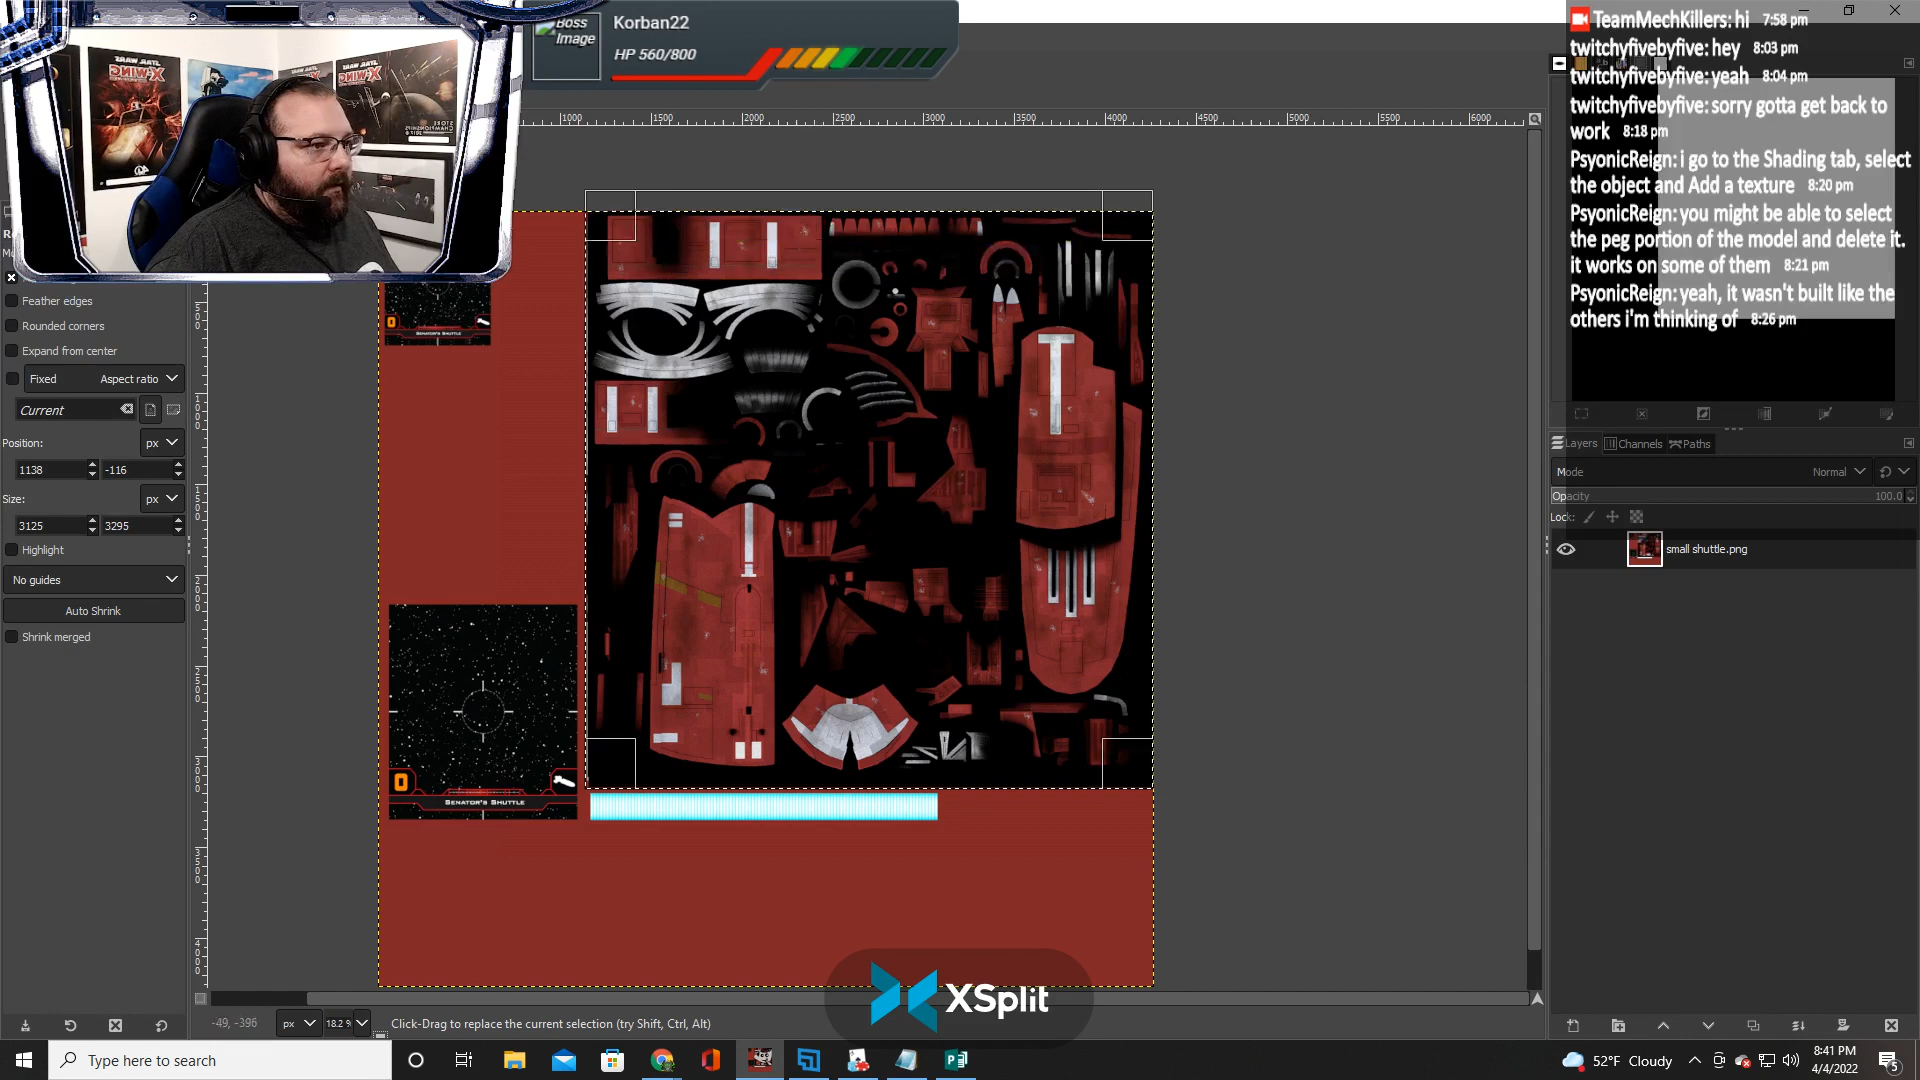 Boss
Image
Korban22
HP 560/800
TeamMechKillers: hi 7:58 pm
twitchyfivebyfive: hey 8:03 pm
twitchyfivebyfive: yeah 8:04 pm
twitchyfivebyfive: sorry gotta get back to
work 8:18 pm
PsyonicReign: i go to the Shading tab, select
the object and Add a texture 8:20 pm
PsyonicReign: you might be able to select
the peg portion of the model and delete it.
it works on some of them 8:21 pm
PsyonicReign: yeah, it wasn't built like the
others i'm thinking of 8:26 pm
1000 1500 2000 2500 3000 3500 4000 4500 5000 5500 6000
Feather edges
Rounded corners
Expand from center
Fixed Aspect ratio
Current
Position: px
1138 -116
Size: px
3125 3295
Highlight
No guides
Auto Shrink
Shrink merged
SENATOR'S SHUTTLE
SENATOR'S SHUTTLE
Layers Channels Paths
Mode Normal
Opacity 100.0
Lock:
small shuttle.png
XSplit
-49, -396 px 18.2 % Click-Drag to replace the current selection (try Shift, Ctrl, Alt)
Type here to search
52°F Cloudy
8:41 PM
4/4/2022
5